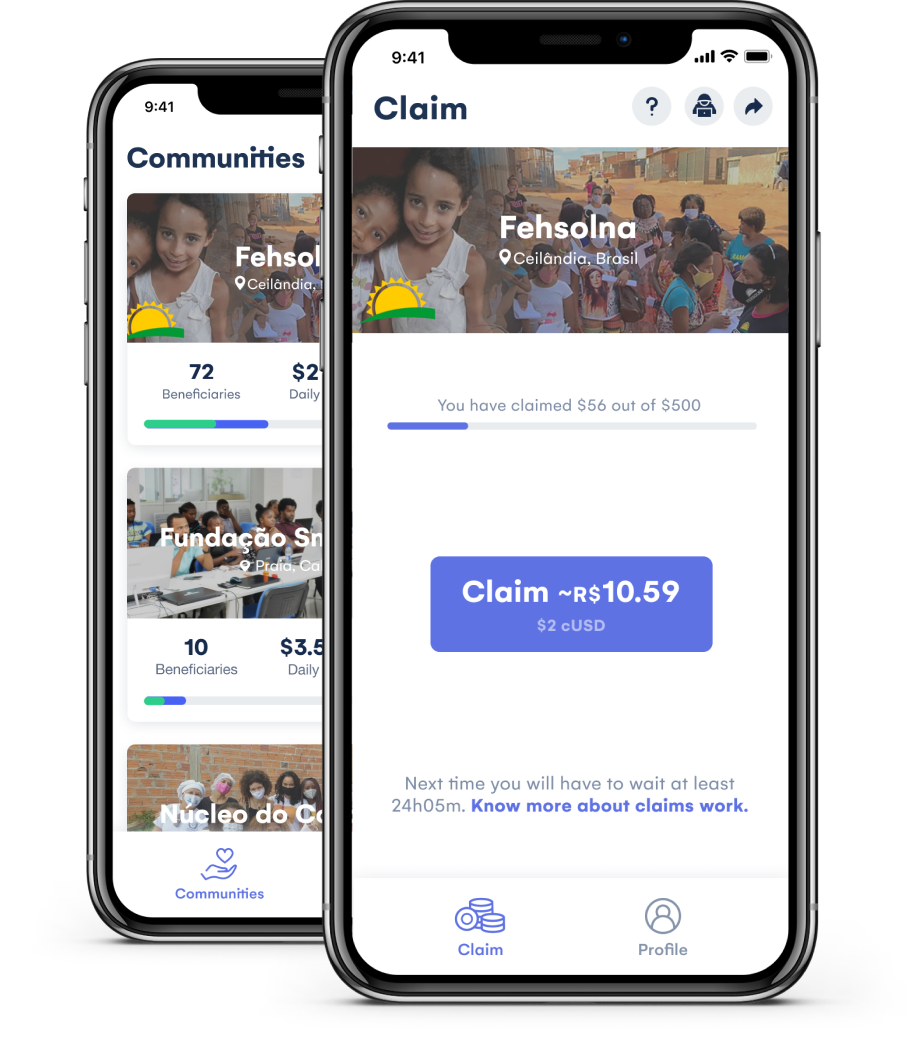 9:41
Communities
Fehsol
Ceilândia,
72
$2
Beneficiaries
Daily
Fundação Sm
Praia, Ca
10
$3.5
Beneficiaries
Daily
Núcleo do Co
Communities
9:41
Claim
?
Fehsolna
Ceilândia, Brasil
You have claimed $56 out of $500
Claim ~R$10.59
$2 cUSD
Next time you will have to wait at least
24h05m. Know more about claims work.
Claim
Profile